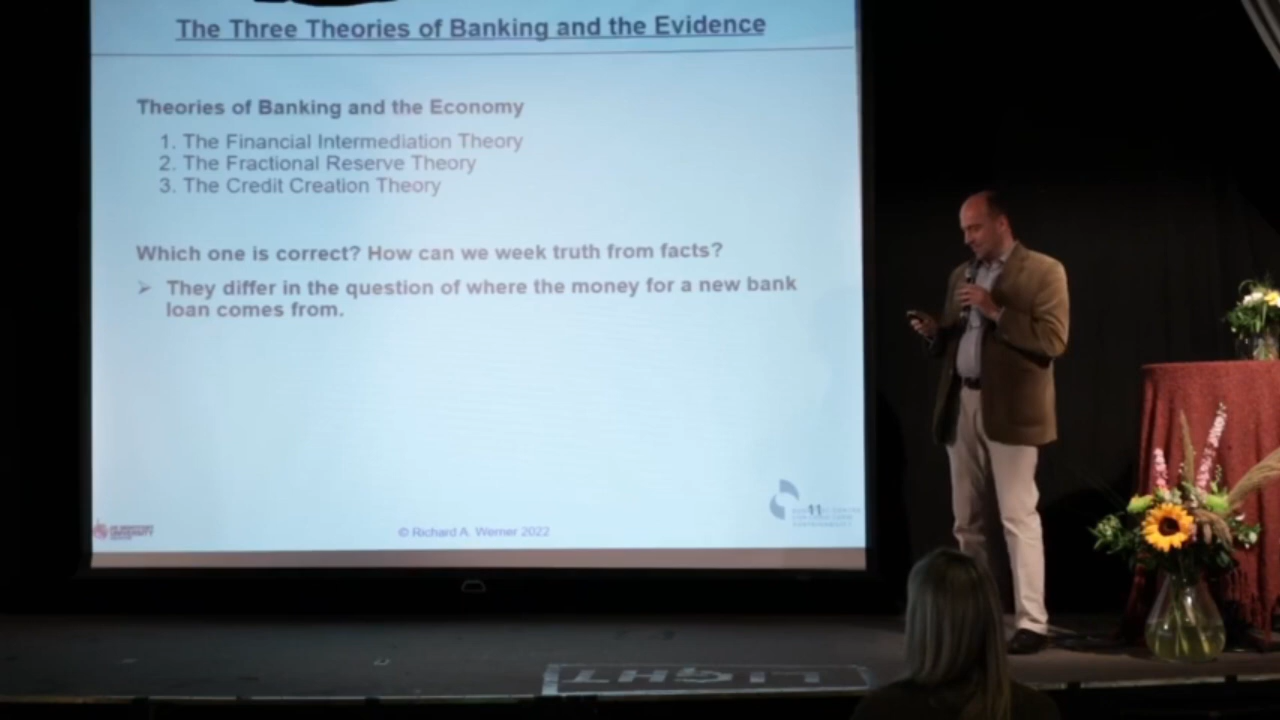 The Three Theories of Banking and the Evidence
Theories of Banking and the Economy
1. The Financial Intermediation Theory
2. The Fractional Reserve Theory
3. The Credit Creation Theory
Which one is correct? How can we week truth from facts?
➢ They differ in the question of where the money for a new bank
loan comes from.
11
UNIVERSITY
© Richard A. Werner 2022
LIGHT